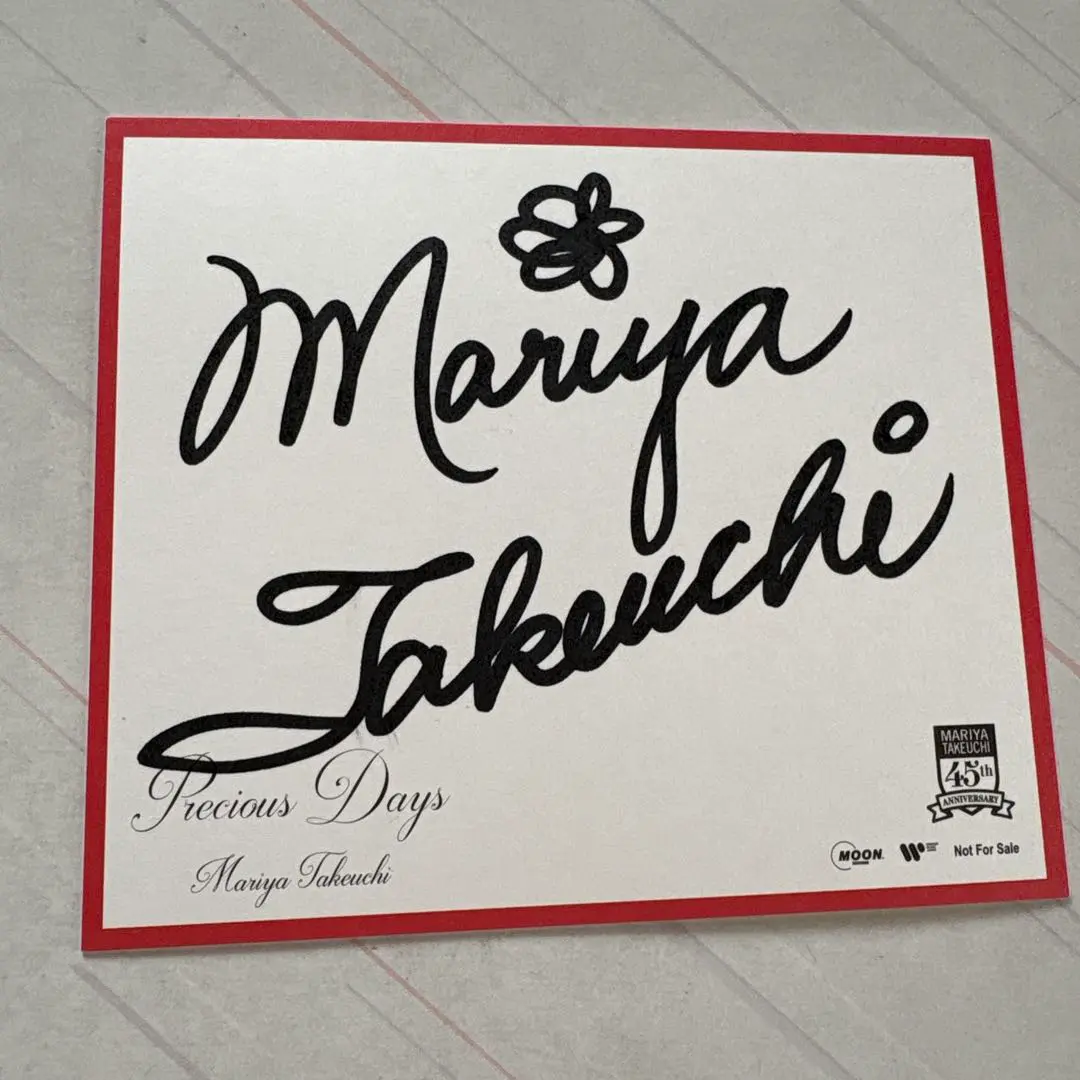 Mariya
Takeuchi
Precious Days
Mariya Takeuchi
MARIYA
TAKEUCHI
45th
ANNIVERSARY
MOON
Not For Sale